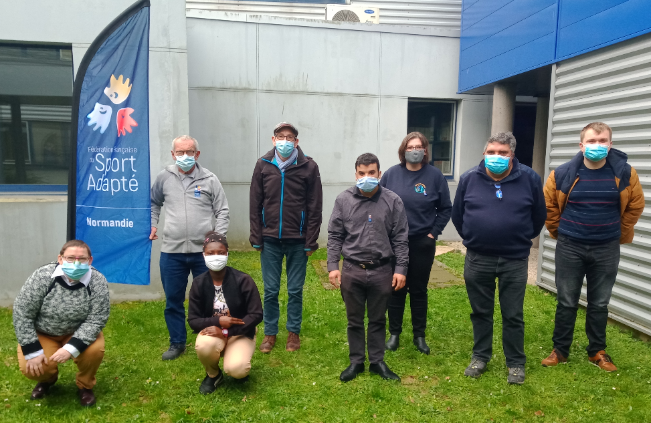 Fédération Française
du Sport
Adapté
Normandie